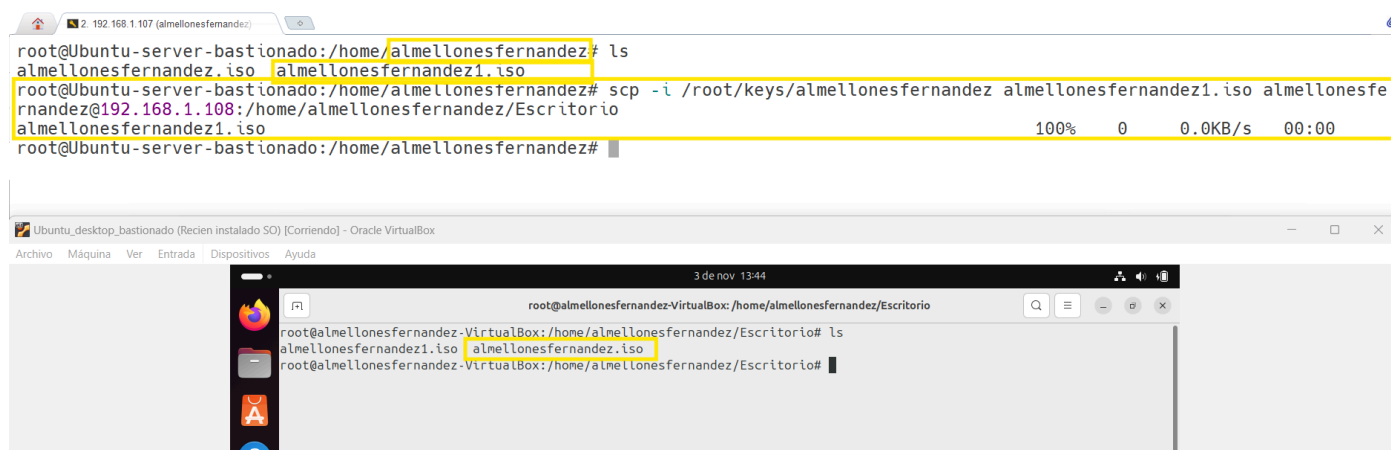 2. 192.168.1.107 (almellonesfernandez)
root@Ubuntu-server-bastionado:/home/almellonesfernandez# ls
almellonesfernandez.iso  almellonesfernandez1.iso
root@Ubuntu-server-bastionado:/home/almellonesfernandez# scp -i /root/keys/almellonesfernandez almellonesfernandez1.iso almellonesfe
rnandez@192.168.1.108:/home/almellonesfernandez/Escritorio
almellonesfernandez1.iso 100% 0 0.0KB/s 00:00
root@Ubuntu-server-bastionado:/home/almellonesfernandez#
Ubuntu_desktop_bastionado (Recien instalado SO) [Corriendo] - Oracle VirtualBox
Archivo Máquina Ver Entrada Dispositivos Ayuda
3 de nov 13:44
root@almellonesfernandez-VirtualBox: /home/almellonesfernandez/Escritorio
root@almellonesfernandez-VirtualBox:/home/almellonesfernandez/Escritorio# ls
almellonesfernandez1.iso  almellonesfernandez.iso
root@almellonesfernandez-VirtualBox:/home/almellonesfernandez/Escritorio#